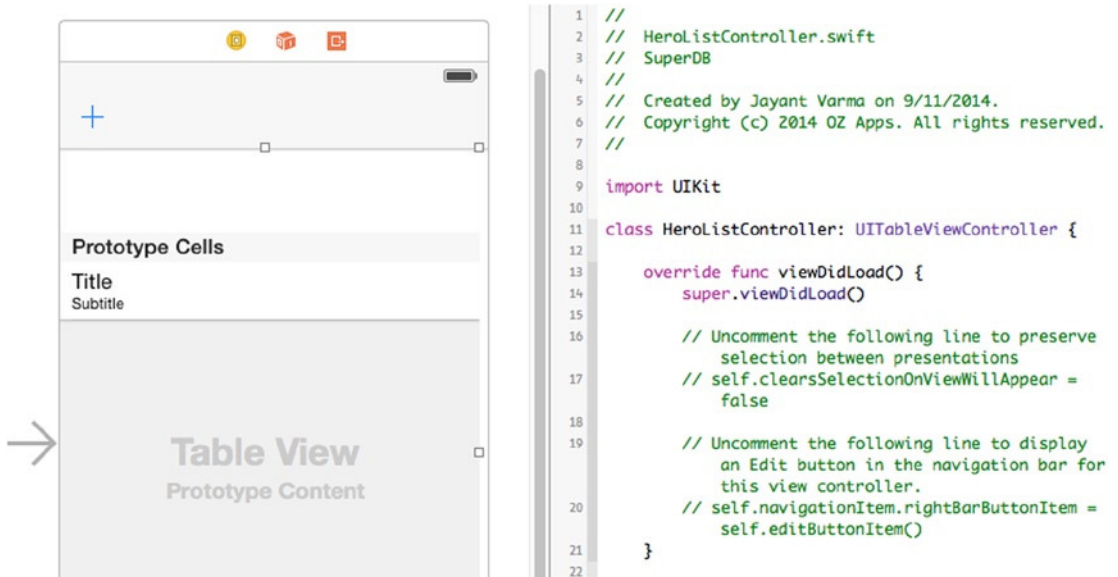 Prototype Cells
Title
Subtitle
Table View
Prototype Content
1 //
2 //  HeroListController.swift
3 //  SuperDB
4 //
5 //  Created by Jayant Varma on 9/11/2014.
6 //  Copyright (c) 2014 OZ Apps. All rights reserved.
7 //
8
9 import UIKit
10
11 class HeroListController: UITableViewController {
12
13     override func viewDidLoad() {
14         super.viewDidLoad()
15
16         // Uncomment the following line to preserve
selection between presentations
17         // self.clearsSelectionOnViewWillAppear =
false
18
19         // Uncomment the following line to display
an Edit button in the navigation bar for
this view controller.
20         // self.navigationItem.rightBarButtonItem =
self.editButtonItem()
21     }
22